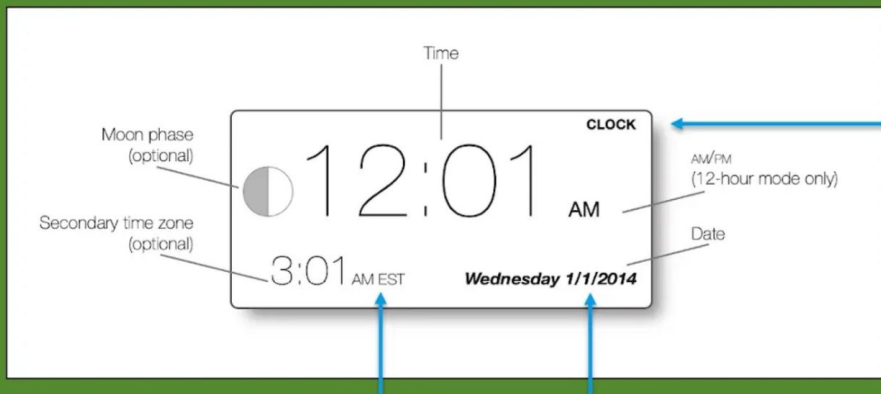 Time
CLOCK
Moon phase
(optional)
12:01
AM
AM/PM
(12-hour mode only)
Secondary time zone
(optional)
Date
3:01 AM EST
Wednesday 1/1/2014